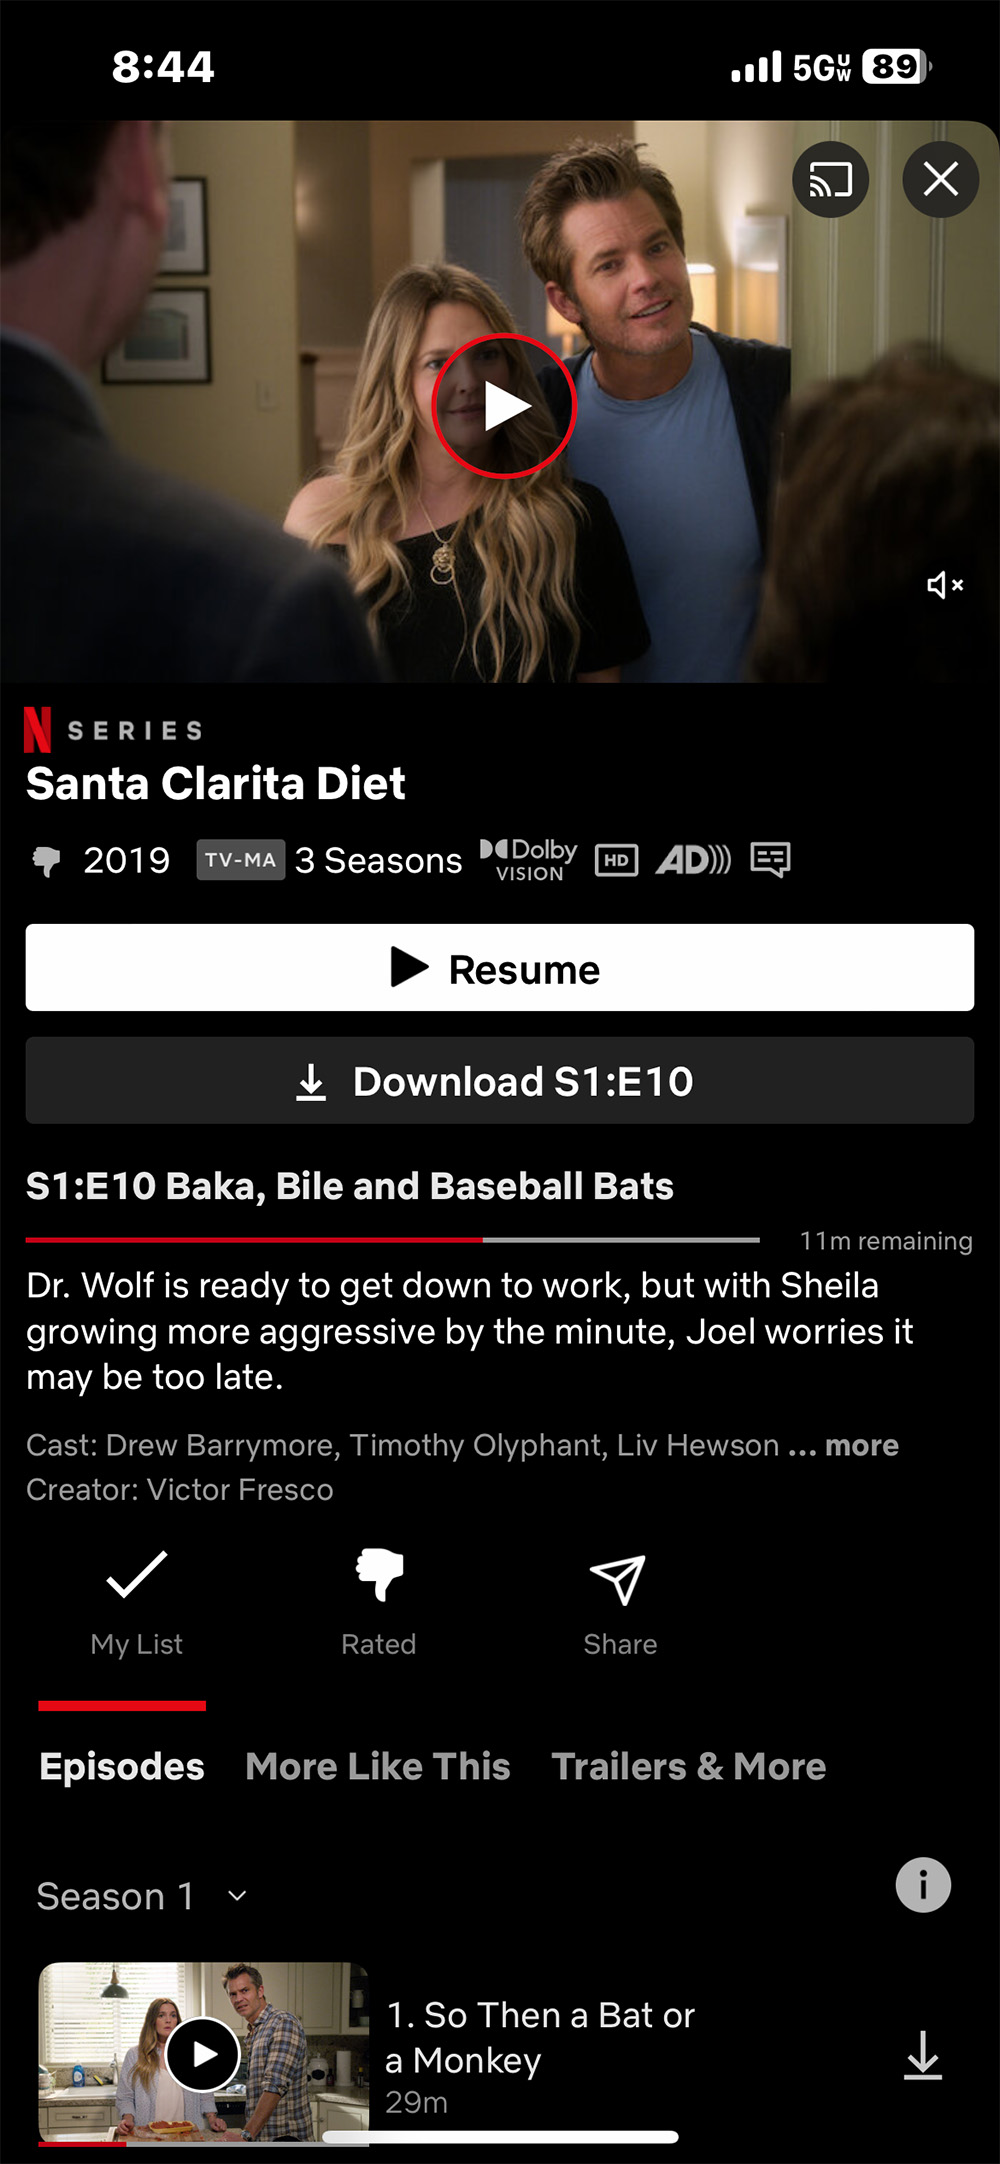 8:44
5G UW 89
N SERIES
Santa Clarita Diet
2019 TV-MA 3 Seasons Dolby VISION HD AD)))
Resume
Download S1:E10
S1:E10 Baka, Bile and Baseball Bats
11m remaining
Dr. Wolf is ready to get down to work, but with Sheila
growing more aggressive by the minute, Joel worries it
may be too late.
Cast: Drew Barrymore, Timothy Olyphant, Liv Hewson ... more
Creator: Victor Fresco
My List Rated Share
Episodes More Like This Trailers & More
Season 1 i
1. So Then a Bat or
a Monkey
29m